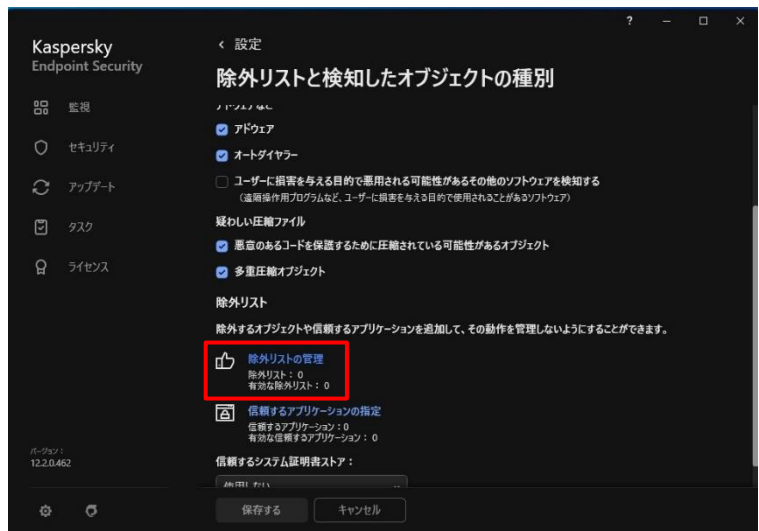 Kaspersky
Endpoint Security
監視
セキュリティ
アップデート
タスク
ライセンス
バージョン：
12.2.0.462
? － □ ×
< 設定
除外リストと検知したオブジェクトの種別
アドウェア
オートダイヤラー
ユーザーに損害を与える目的で悪用される可能性があるその他のソフトウェアを検知する
（遠隔操作用プログラムなど、ユーザーに損害を与える目的で使用されることがあるソフトウェア）
疑わしい圧縮ファイル
悪意のあるコードを保護するために圧縮されている可能性があるオブジェクト
多重圧縮オブジェクト
除外リスト
除外するオブジェクトや信頼するアプリケーションを追加して、その動作を管理しないようにすることができます。
除外リストの管理
除外リスト：0
有効な除外リスト：0
信頼するアプリケーションの指定
信頼するアプリケーション：0
有効な信頼するアプリケーション：0
信頼するシステム証明書ストア：
使用しない
保存する
キャンセル